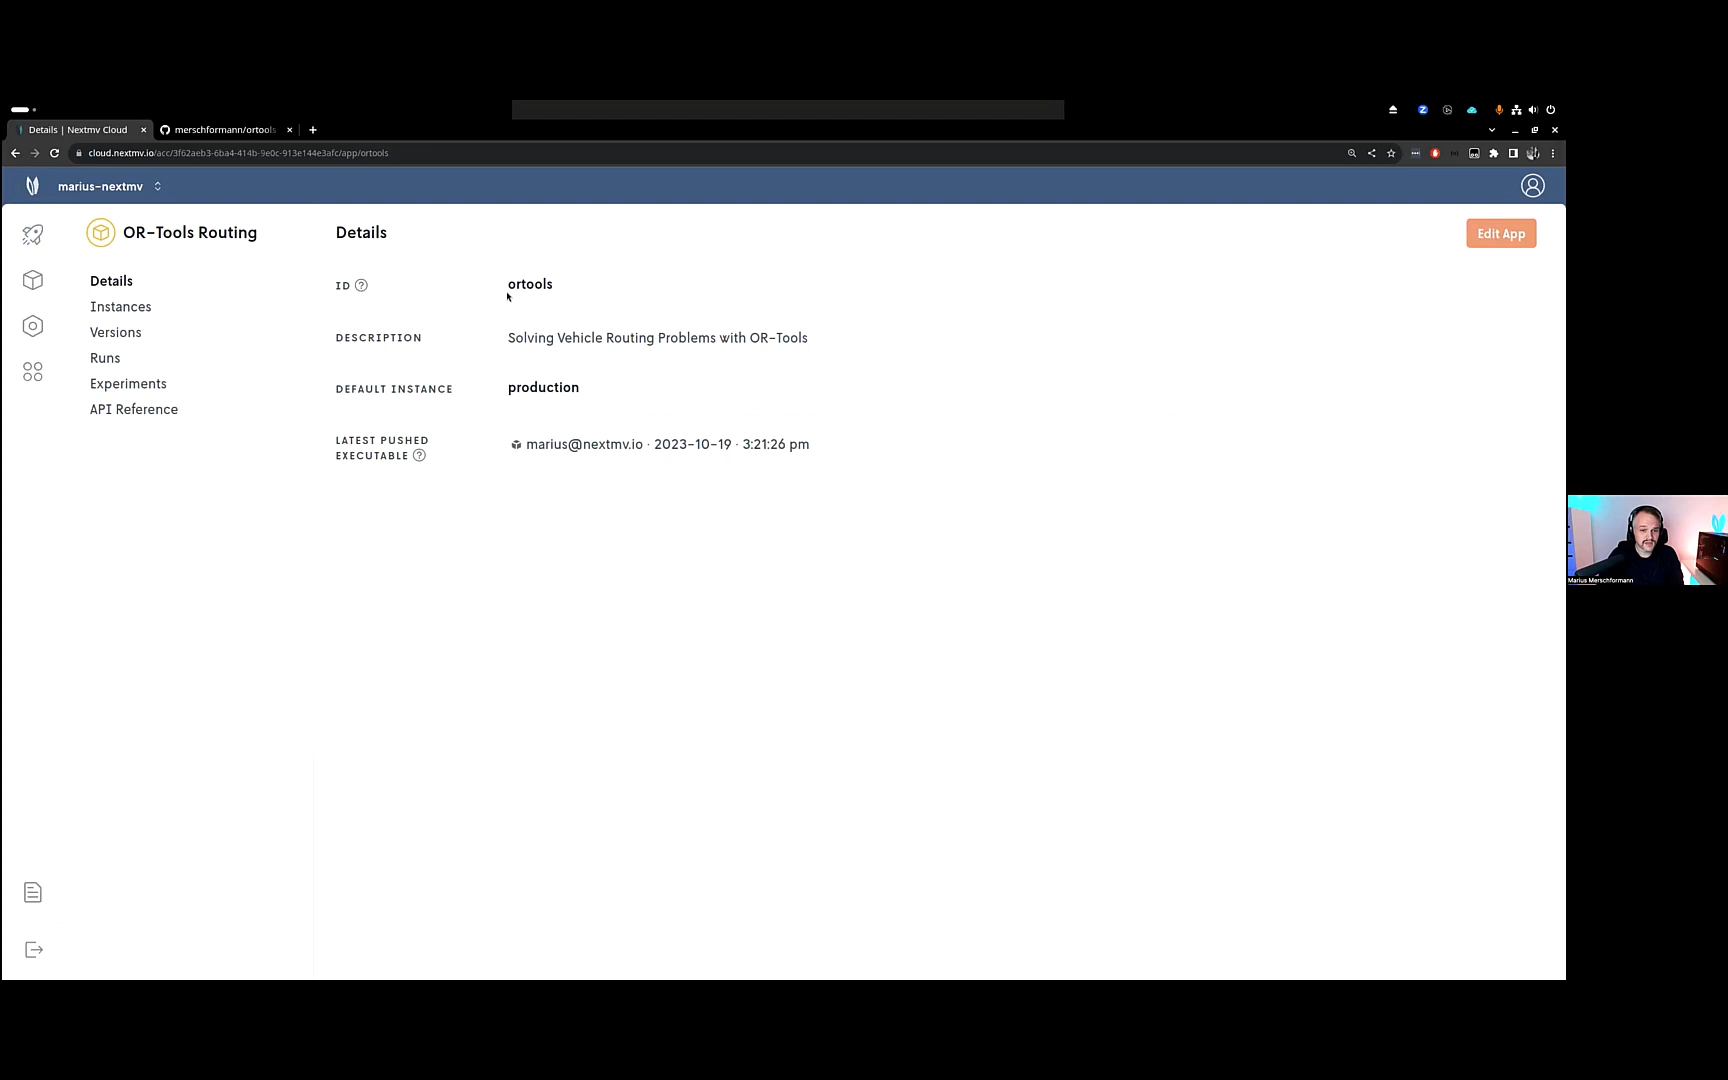 Details | Nextmv Cloud
merschformann/ortools
cloud.nextmv.io/acc/3f62aeb3-6ba4-414b-9e0c-913e144e3afc/app/ortools
marius-nextmv
OR-Tools Routing
Details
Instances
Versions
Runs
Experiments
API Reference
Details
Edit App
ID
ortools
DESCRIPTION
Solving Vehicle Routing Problems with OR-Tools
DEFAULT INSTANCE
production
LATEST PUSHED
EXECUTABLE
marius@nextmv.io · 2023-10-19 · 3:21:26 pm
Marius Merschformann